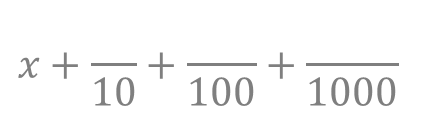 x + /10 + /100 + /1000